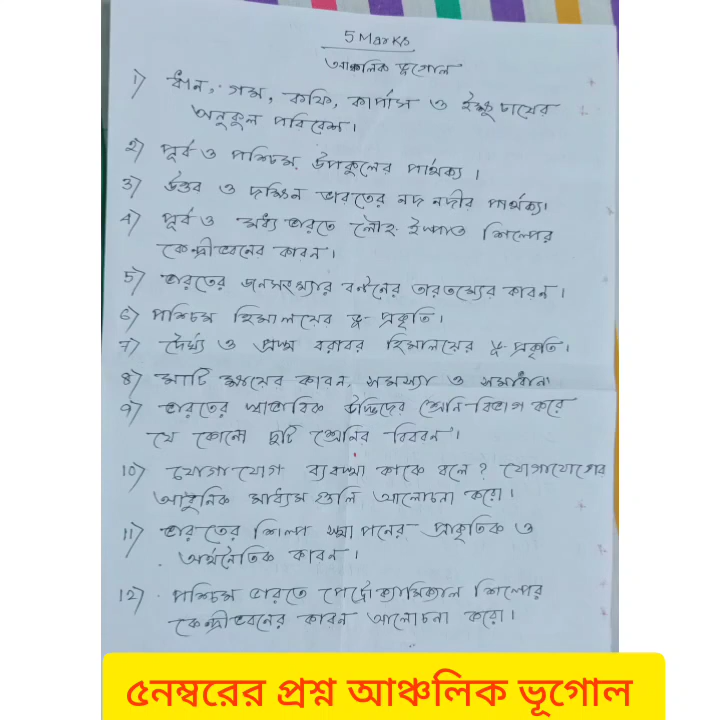 5 Marks
আঞ্চলিক ভূগোল
1) ধান, গম, কফি, কার্পাস ও ইক্ষু চাষের
অনুকূল পরিবেশ।
2) পূর্ব ও পশ্চিম উপকূলের পার্থক্য।
3) উত্তর ও দক্ষিন ভারতের নদ নদীর পার্থক্য।
4) পূর্ব ও মধ্য ভারতে লৌহ ইস্পাত শিল্পের
কেন্দ্রীভবনের কারন।
5) ভারতের জনসংখ্যার বণ্টনের তারতম্যের কারন।
6) পশ্চিম হিমালয়ের ভূ-প্রকৃতি।
7) দৈর্ঘ্য ও প্রস্থ বরাবর হিমালয়ের ভূ-প্রকৃতি।
8) মাটি ক্ষয়ের কারন, সমস্যা ও সমাধান
9) ভারতের স্বাভাবিক উদ্ভিদের শ্রেনি-বিভাগ করে
যে কোনো দুটি শ্রেনির বিবরন।
10) যোগাযোগ ব্যবস্থা কাকে বলে? যোগাযোগের
আধুনিক মাধ্যম গুলি আলোচনা করো।
11) ভারতের শিল্প স্থাপনের প্রাকৃতিক ও
অর্থনৈতিক কারন।
12) পশ্চিম ভারতে পেট্রোক্যামিক্যাল শিল্পের
কেন্দ্রীভবনের কারন আলোচনা করো।
৫নম্বরের প্রশ্ন আঞ্চলিক ভূগোল